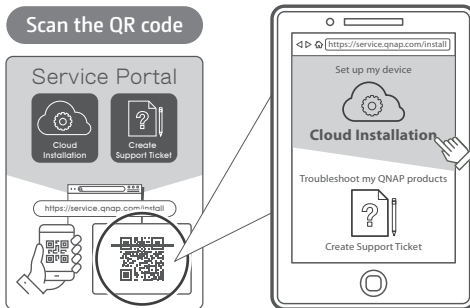 Scan the QR code
Service Portal
Cloud
Installation
Create
Support Ticket
https://service.qnap.com/install
https://service.qnap.com/install
Set up my device
Cloud Installation
Troubleshoot my QNAP products
Create Support Ticket